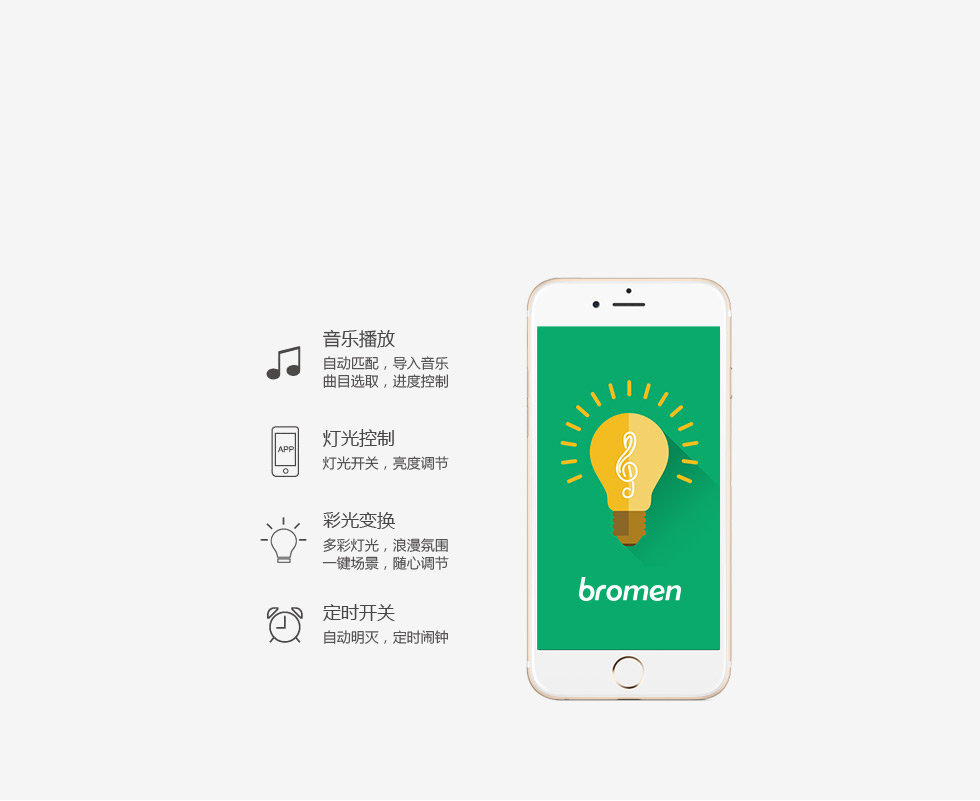 音乐播放
自动匹配，导入音乐
曲目选取，进度控制
APP
灯光控制
灯光开关，亮度调节
彩光变换
多彩灯光，浪漫氛围
一键场景，随心调节
定时开关
自动明灭，定时闹钟
bromen